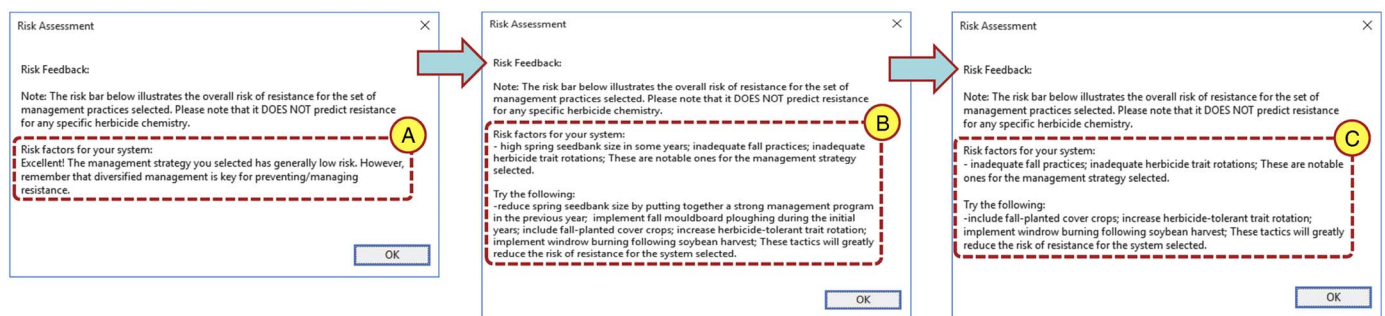 Risk Assessment
Risk Feedback:
Note: The risk bar below illustrates the overall risk of resistance for the set of
management practices selected. Please note that it DOES NOT predict resistance
for any specific herbicide chemistry.
A
Risk factors for your system:
Excellent! The management strategy you selected has generally low risk. However,
remember that diversified management is key for preventing/managing
resistance.
OK
Risk Assessment
Risk Feedback:
Note: The risk bar below illustrates the overall risk of resistance for the set of
management practices selected. Please note that it DOES NOT predict resistance
for any specific herbicide chemistry.
B
Risk factors for your system:
- high spring seedbank size in some years; inadequate fall practices; inadequate
herbicide trait rotations; These are notable ones for the management strategy
selected.
Try the following:
-reduce spring seedbank size by putting together a strong management program
in the previous year;  implement fall mouldboard ploughing during the initial
years; include fall-planted cover crops; increase herbicide-tolerant trait rotation;
implement windrow burning following soybean harvest; These tactics will greatly
reduce the risk of resistance for the system selected.
OK
Risk Assessment
Risk Feedback:
Note: The risk bar below illustrates the overall risk of resistance for the set of
management practices selected. Please note that it DOES NOT predict resistance
for any specific herbicide chemistry.
C
Risk factors for your system:
- inadequate fall practices; inadequate herbicide trait rotations; These are notable
ones for the management strategy selected.
Try the following:
-include fall-planted cover crops; increase herbicide-tolerant trait rotation;
implement windrow burning following soybean harvest; These tactics will greatly
reduce the risk of resistance for the system selected.
OK